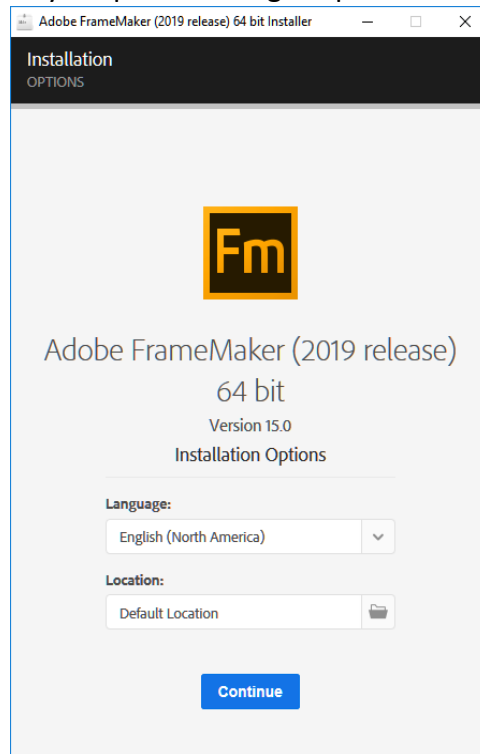 Adobe FrameMaker (2019 release) 64 bit Installer
Installation
OPTIONS
Fm
Adobe FrameMaker (2019 release)
64 bit
Version 15.0
Installation Options
Language:
English (North America)
Location:
Default Location
Continue